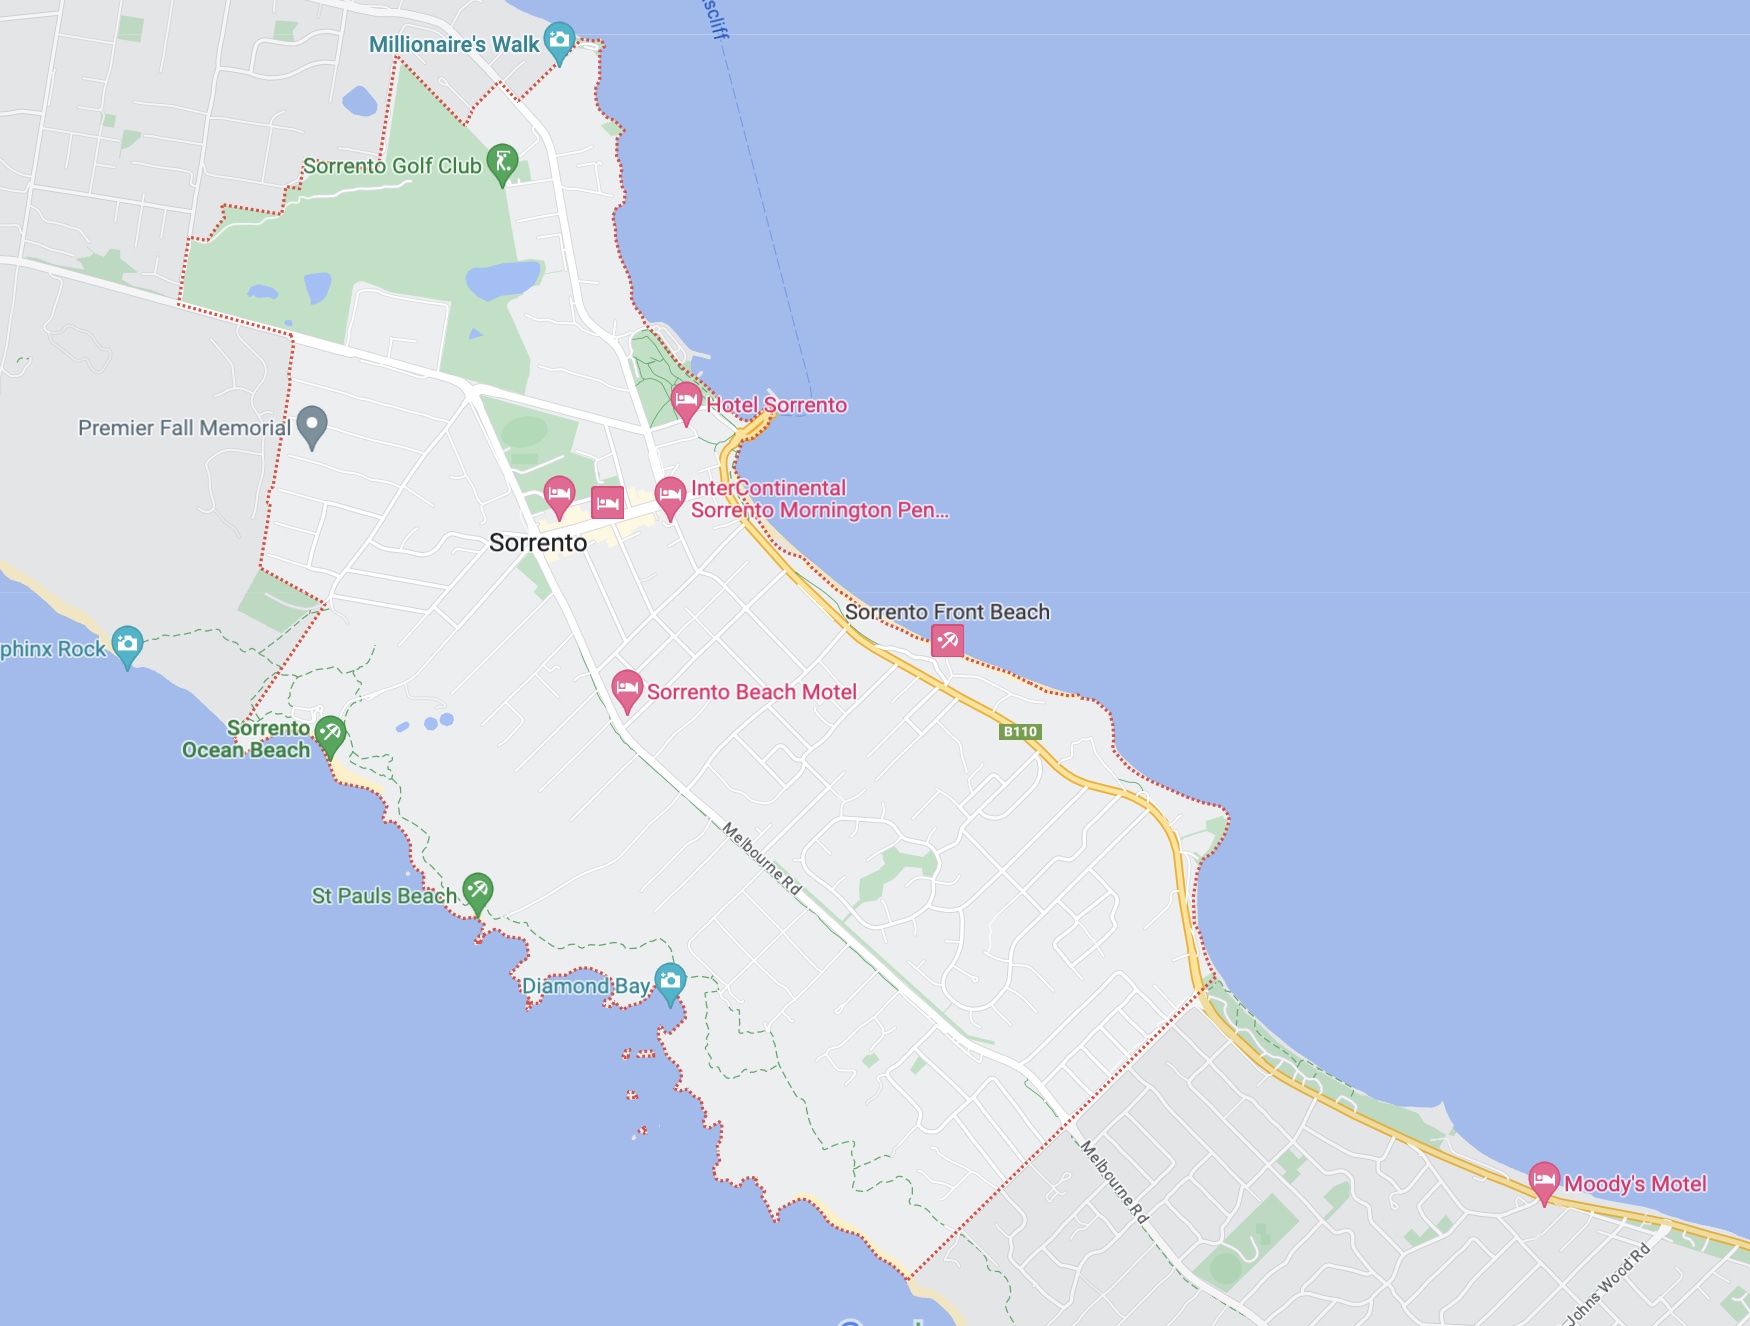 scliff
Millionaire's Walk
Sorrento Golf Club
Hotel Sorrento
Premier Fall Memorial
InterContinental
Sorrento Mornington Pen...
Sorrento
Sorrento Front Beach
phinx Rock
Sorrento Beach Motel
Sorrento
Ocean Beach
B110
Melbourne Rd
St Pauls Beach
Diamond Bay
Melbourne Rd
Moody's Motel
Johns Wood Rd